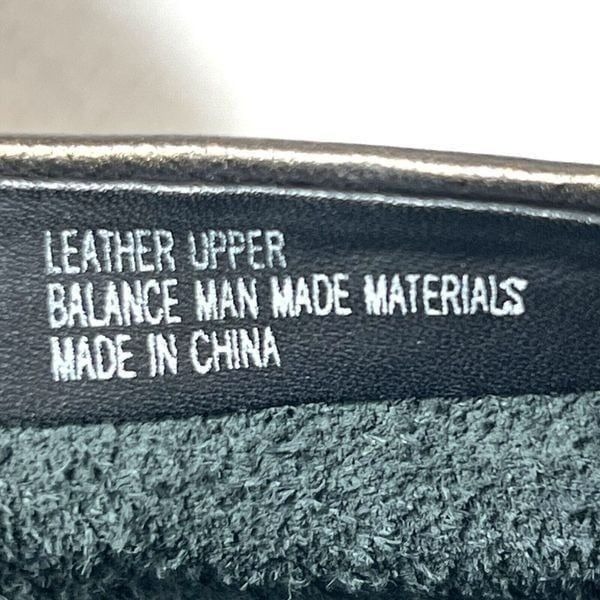 LEATHER UPPER
BALANCE MAN MADE MATERIALS
MADE IN CHINA